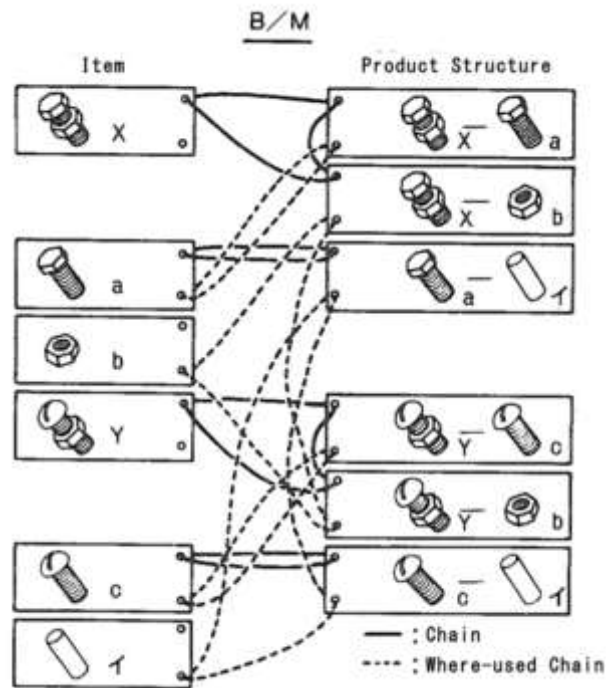 B/M
Item
Product Structure
X
X — a
X — b
a
a — イ
b
Y
Y — c
Y — b
c
c — イ
イ
: Chain
: Where-used Chain